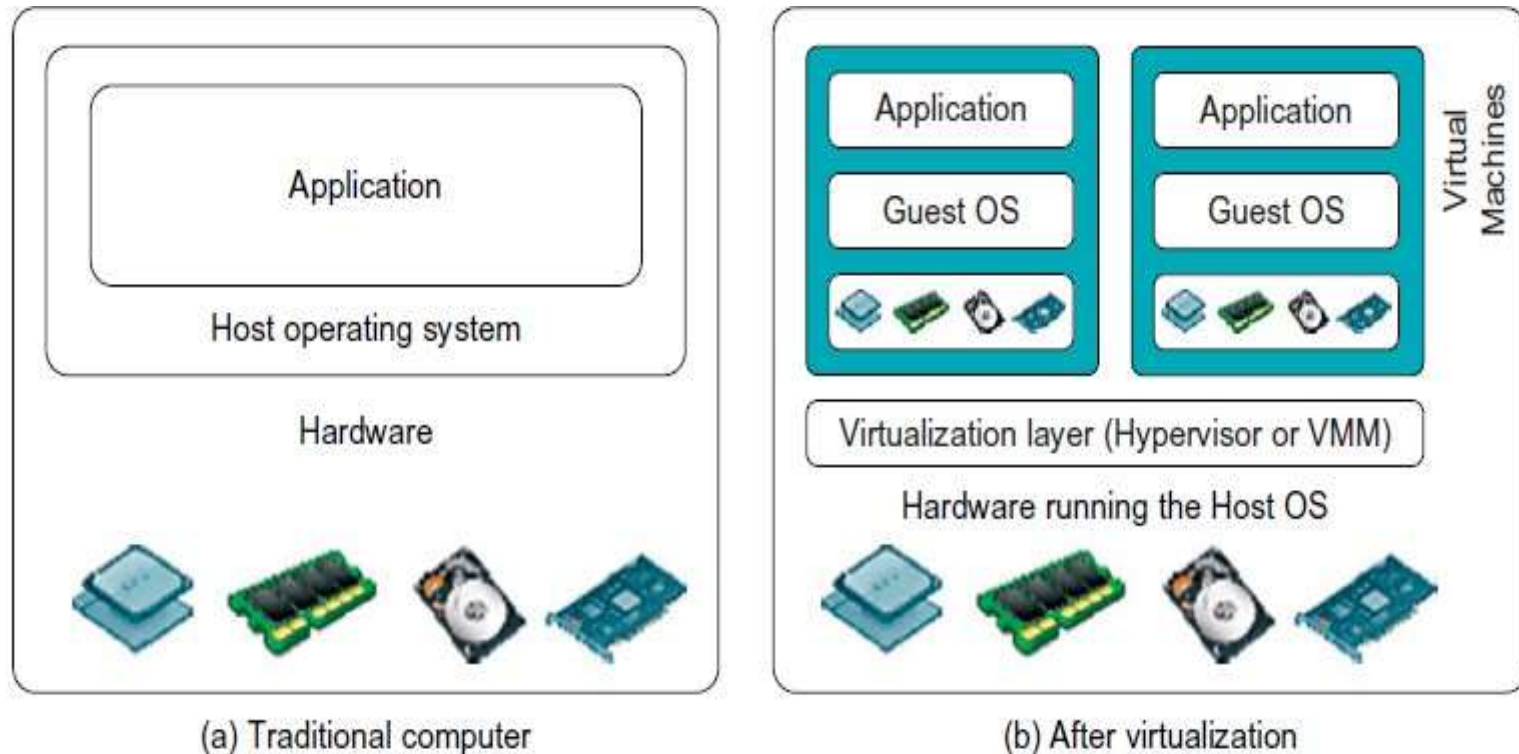 Application
Host operating system
Hardware
(a) Traditional computer
Application
Guest OS
Application
Guest OS
Virtual
Machines
Virtualization layer (Hypervisor or VMM)
Hardware running the Host OS
(b) After virtualization